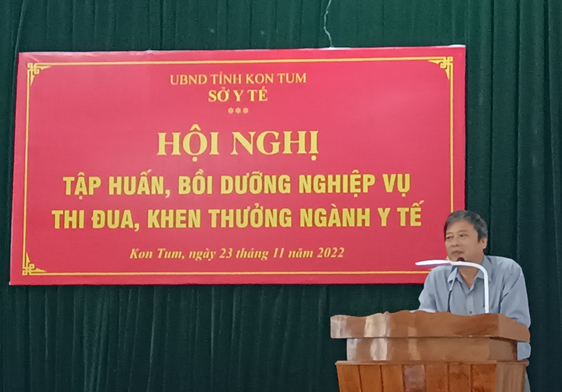 UBND TỈNH KON TUM
SỞ Y TẾ
***
HỘI NGHỊ
TẬP HUẤN, BỒI DƯỠNG NGHIỆP VỤ
THI ĐUA, KHEN THƯỞNG NGÀNH Y TẾ
Kon Tum, ngày 23 tháng 11 năm 2022